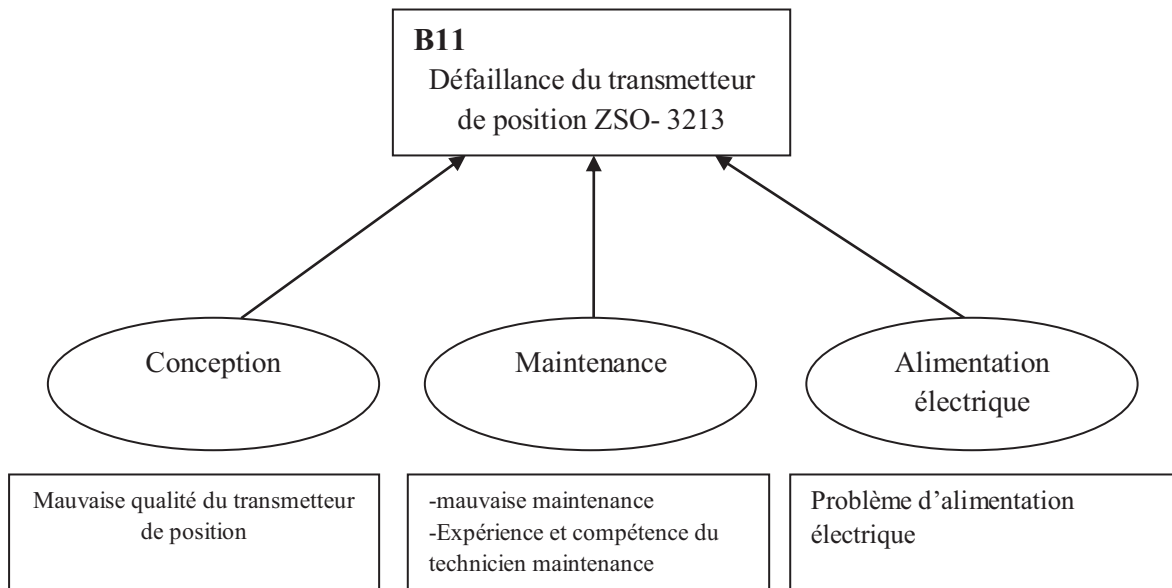 B11
Défaillance du transmetteur
de position ZSO- 3213
Conception
Maintenance
Alimentation
électrique
Mauvaise qualité du transmetteur
de position
-mauvaise maintenance
-Expérience et compétence du
technicien maintenance
Problème d’alimentation
électrique